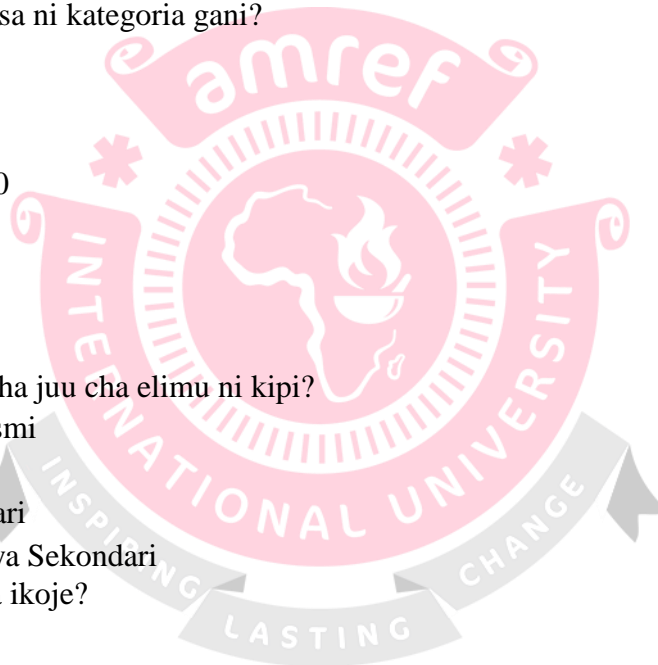 sa ni kategoria gani?
amref
0
ha juu cha elimu ni kipi?
smi
ari
ya Sekondari
ikoje?
INTERNATIONAL UNIVERSITY
INSPIRING LASTING CHANGE